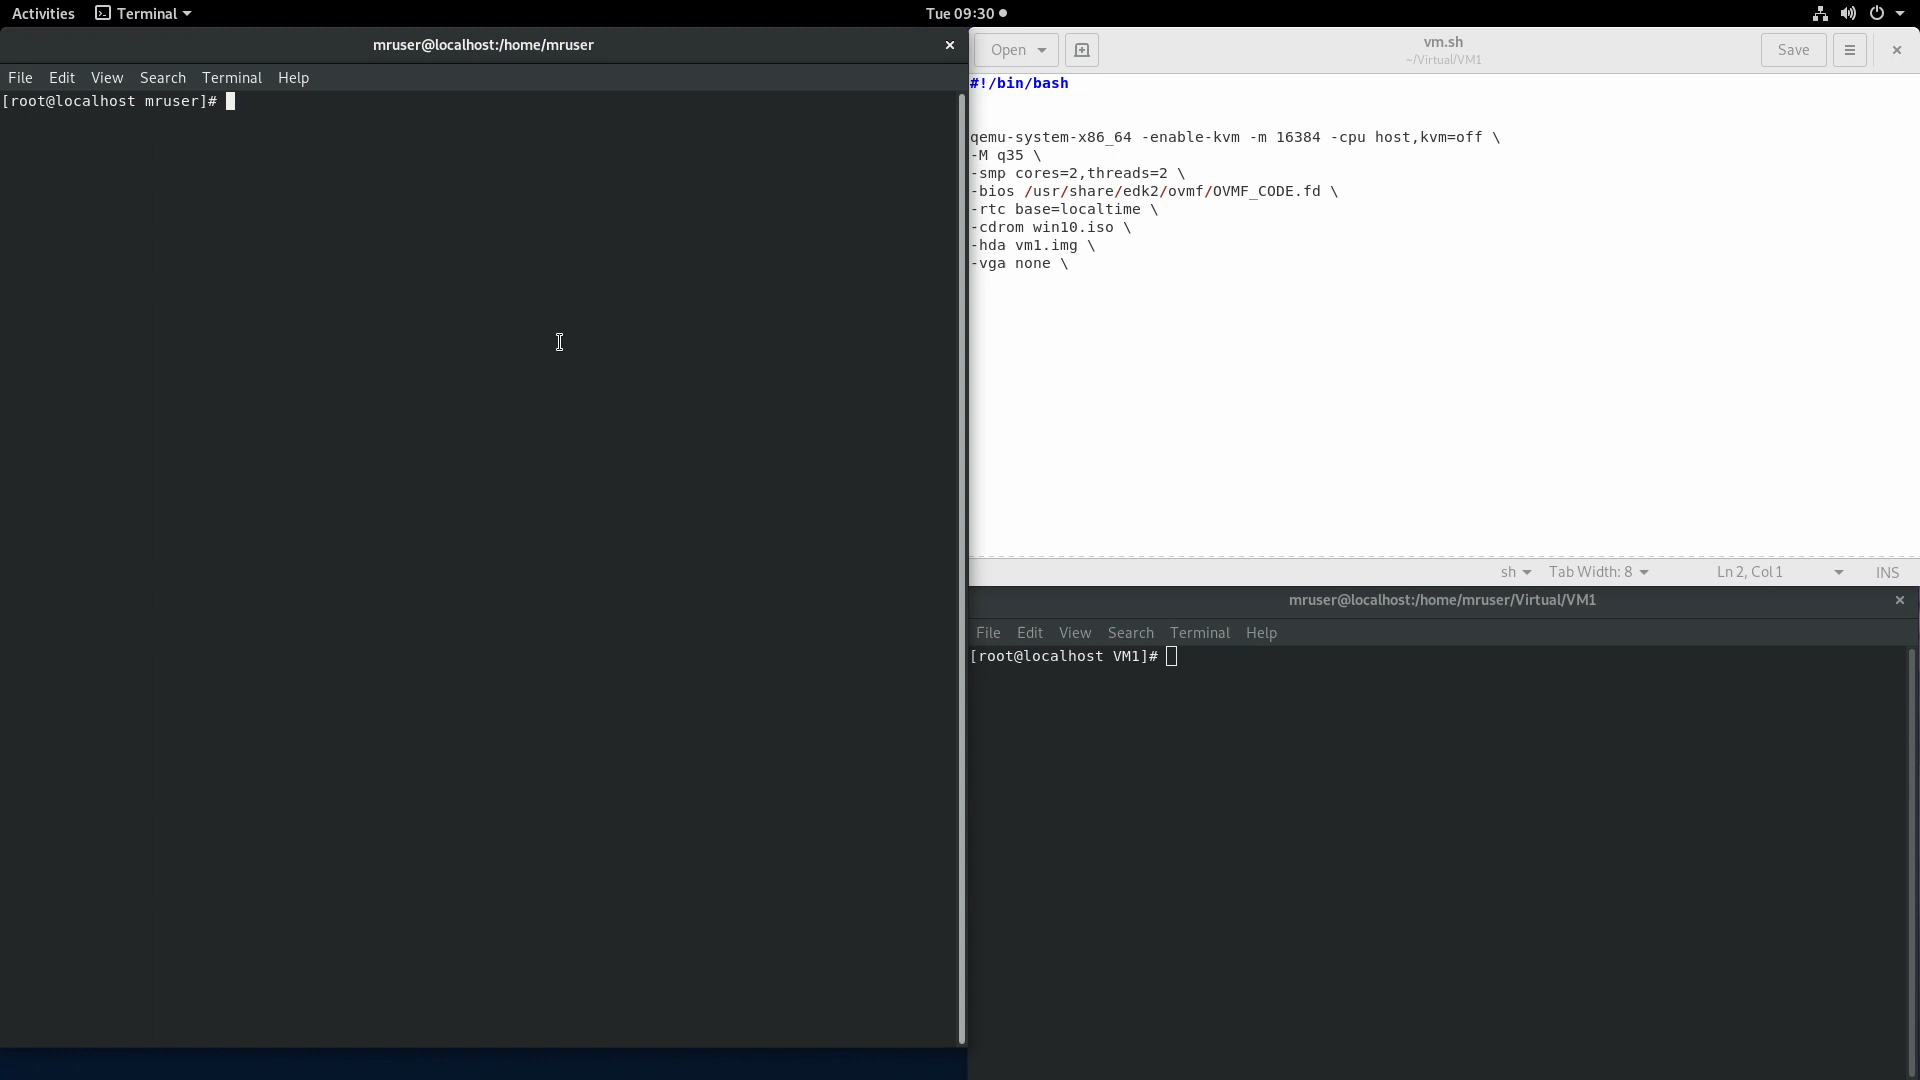 Activities Terminal Tue 09:30
mruser@localhost:/home/mruser
File Edit View Search Terminal Help
[root@localhost mruser]#
Open vm.sh Save
~/Virtual/VM1
#!/bin/bash
qemu-system-x86_64 -enable-kvm -m 16384 -cpu host,kvm=off \
-M q35 \
-smp cores=2,threads=2 \
-bios /usr/share/edk2/ovmf/OVMF_CODE.fd \
-rtc base=localtime \
-cdrom win10.iso \
-hda vm1.img \
-vga none \
sh Tab Width: 8 Ln 2, Col 1 INS
mruser@localhost:/home/mruser/Virtual/VM1
File Edit View Search Terminal Help
[root@localhost VM1]#